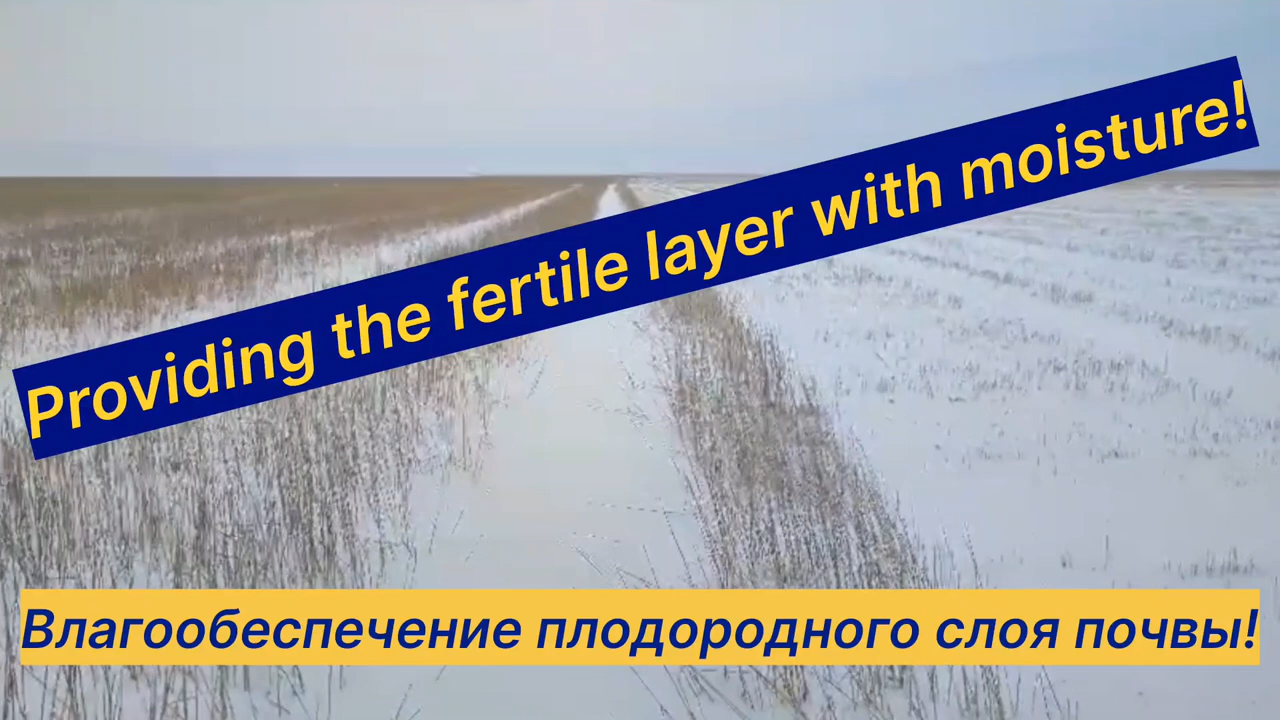 Providing the fertile layer with moisture!
Влагообеспечение плодородного слоя почвы!